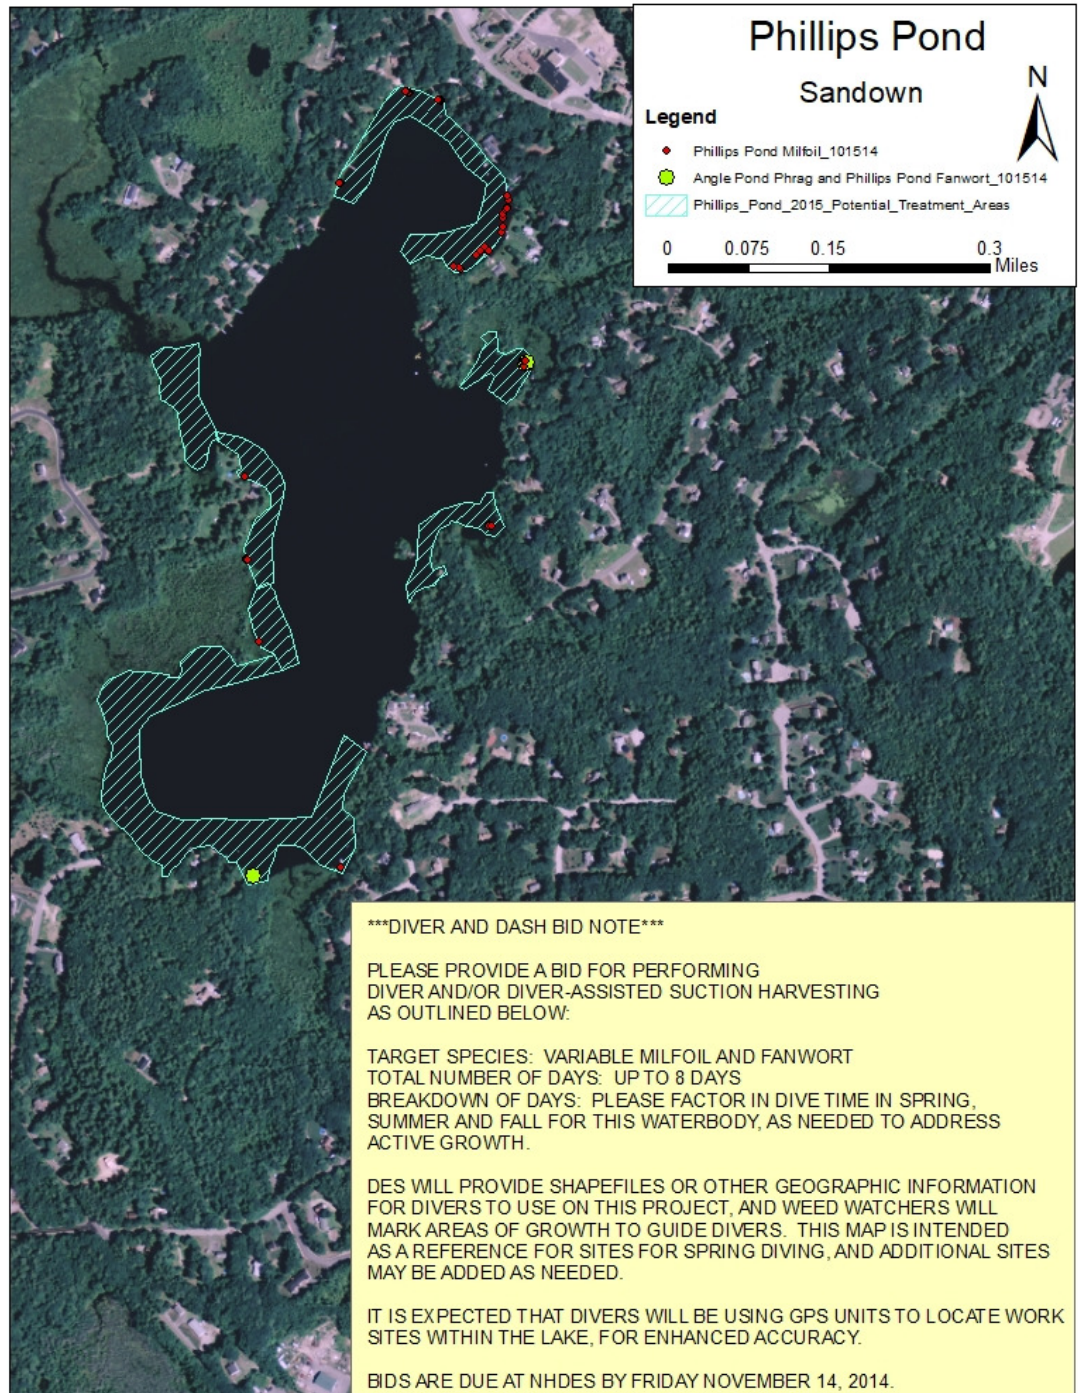 Phillips Pond
Sandown
N
Legend
Phillips Pond Milfoil_101514
Angle Pond Phrag and Phillips Pond Fanwort_101514
Phillips_Pond_2015_Potential_Treatment_Areas
0 0.075 0.15 0.3
Miles
***DIVER AND DASH BID NOTE***
PLEASE PROVIDE A BID FOR PERFORMING
DIVER AND/OR DIVER-ASSISTED SUCTION HARVESTING
AS OUTLINED BELOW:
TARGET SPECIES: VARIABLE MILFOIL AND FANWORT
TOTAL NUMBER OF DAYS: UP TO 8 DAYS
BREAKDOWN OF DAYS: PLEASE FACTOR IN DIVE TIME IN SPRING,
SUMMER AND FALL FOR THIS WATERBODY, AS NEEDED TO ADDRESS
ACTIVE GROWTH.
DES WILL PROVIDE SHAPEFILES OR OTHER GEOGRAPHIC INFORMATION
FOR DIVERS TO USE ON THIS PROJECT, AND WEED WATCHERS WILL
MARK AREAS OF GROWTH TO GUIDE DIVERS. THIS MAP IS INTENDED
AS A REFERENCE FOR SITES FOR SPRING DIVING, AND ADDITIONAL SITES
MAY BE ADDED AS NEEDED.
IT IS EXPECTED THAT DIVERS WILL BE USING GPS UNITS TO LOCATE WORK
SITES WITHIN THE LAKE, FOR ENHANCED ACCURACY.
BIDS ARE DUE AT NHDES BY FRIDAY NOVEMBER 14, 2014.